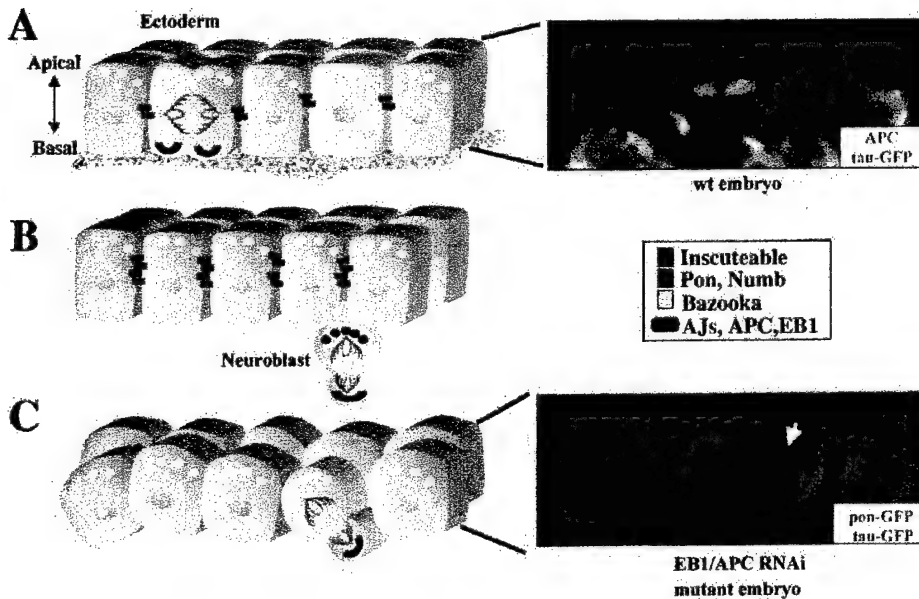 A
Ectoderm
Apical
Basal
APC
tau-GFP
wt embryo
B
Inscuteable
Pon, Numb
Bazooka
AJs, APC,EB1
Neuroblast
C
pon-GFP
tau-GFP
EB1/APC RNAi
mutant embryo